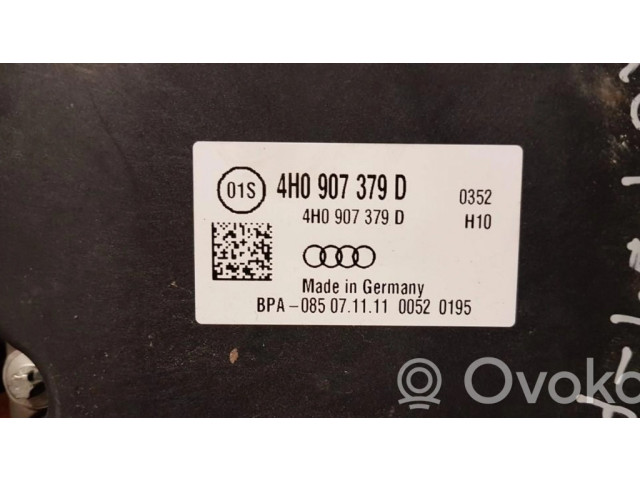 01S 4H0 907 379 D 0352
4H0 907 379 D H10
Made in Germany
BPA-085 07.11.11 0052 0195
Ovoko